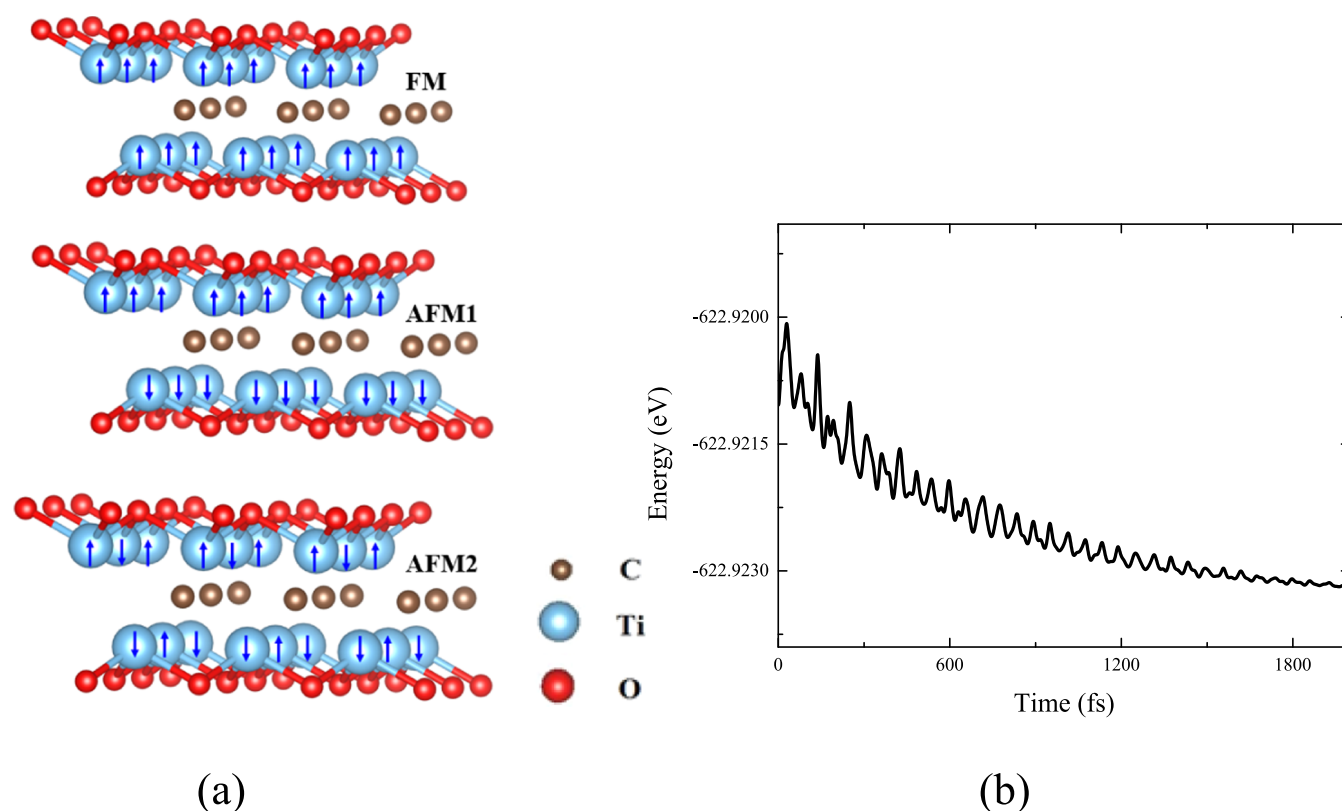 FM
AFM1
AFM2
C
Ti
O
(a)
Energy (eV)
-622.9200
-622.9215
-622.9230
0
600
1200
1800
Time (fs)
(b)